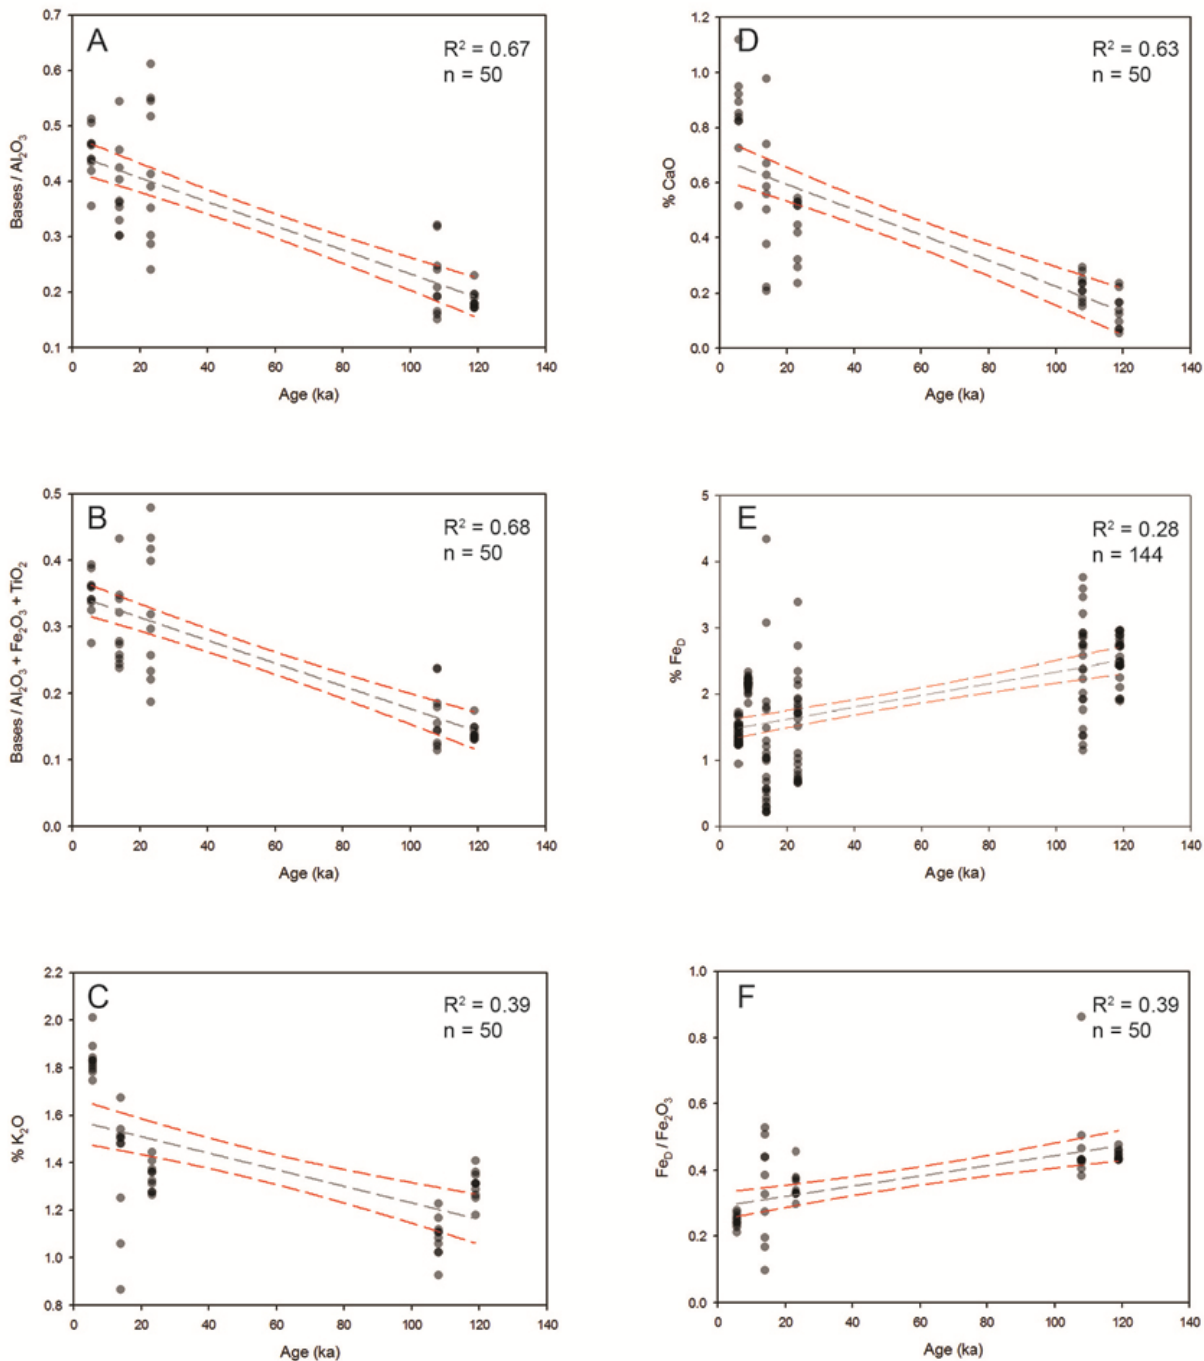 A
R² = 0.67
n = 50
Bases / Al₂O₃
0.7
0.6
0.5
0.4
0.3
0.2
0.1
0 20 40 60 80 100 120 140
Age (ka)
D
R² = 0.63
n = 50
% CaO
1.2
1.0
0.8
0.6
0.4
0.2
0.0
0 20 40 60 80 100 120 140
Age (ka)
B
R² = 0.68
n = 50
Bases / Al₂O₃ + Fe₂O₃ + TiO₂
0.5
0.4
0.3
0.2
0.1
0.0
0 20 40 60 80 100 120 140
Age (ka)
E
R² = 0.28
n = 144
% Fe_D
5
4
3
2
1
0
0 20 40 60 80 100 120 140
Age (ka)
C
R² = 0.39
n = 50
% K₂O
2.2
2.0
1.8
1.6
1.4
1.2
1.0
0.8
0 20 40 60 80 100 120 140
Age (ka)
F
R² = 0.39
n = 50
Fe_D / Fe₂O₃
1.0
0.8
0.6
0.4
0.2
0.0
0 20 40 60 80 100 120 140
Age (ka)